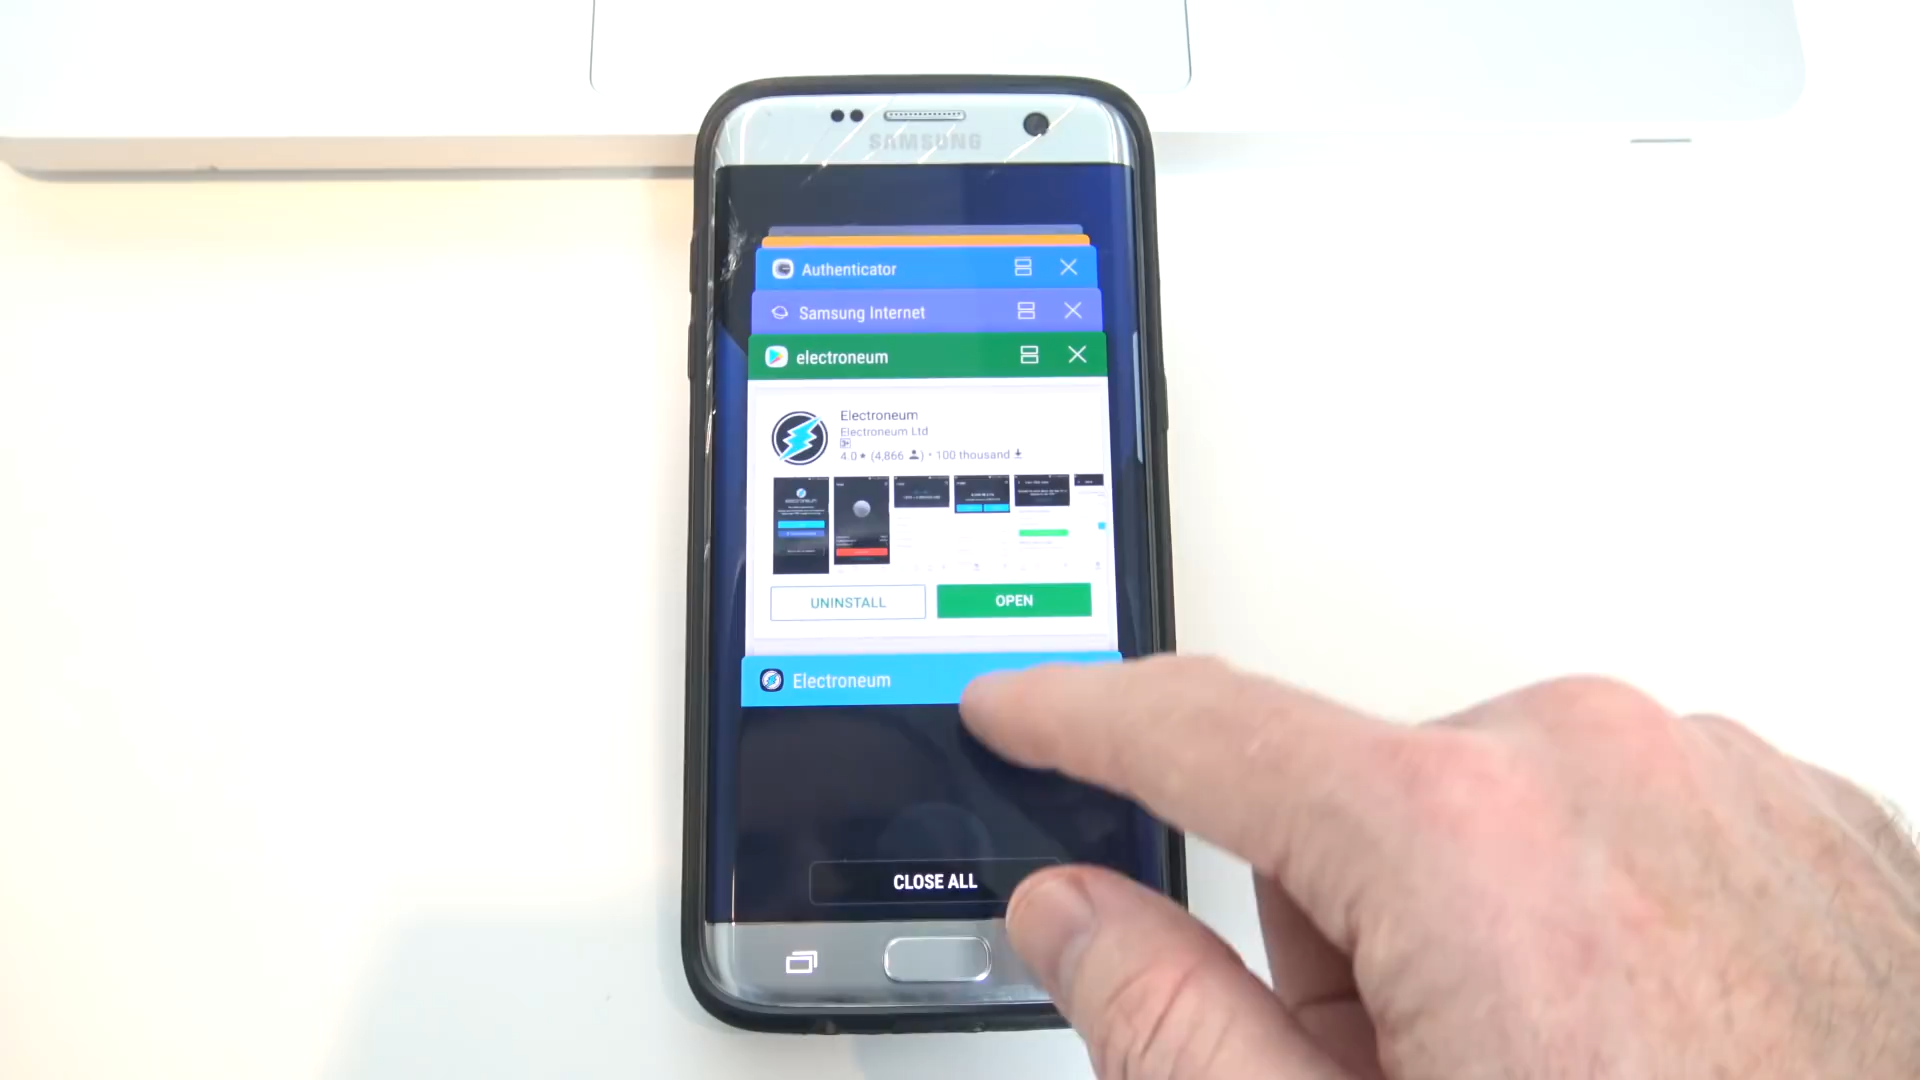 SAMSUNG
Authenticator
Samsung Internet
electroneum
Electroneum
Electroneum Ltd
3+
4.0 ★ (4,866 ) • 100 thousand
UNINSTALL
OPEN
Electroneum
CLOSE ALL